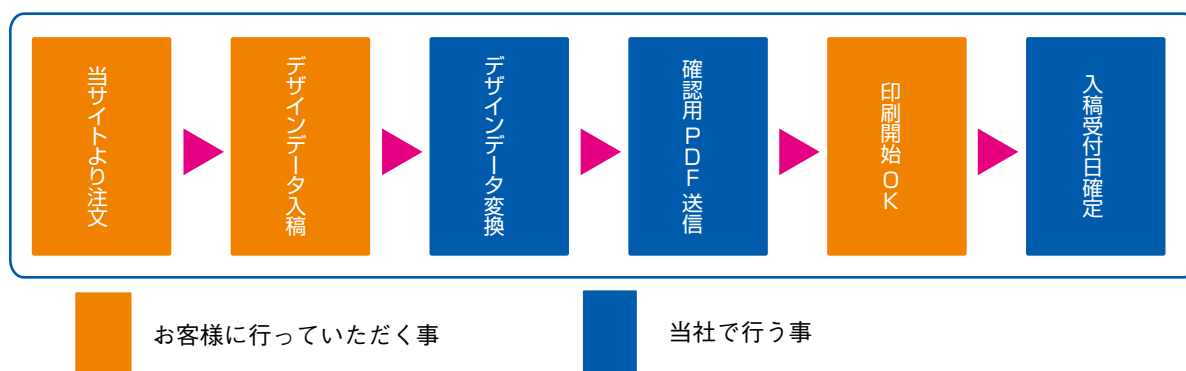 当サイトより注文
デザインデータ入稿
デザインデータ変換
確認用PDF送信
印刷開始OK
入稿受付日確定
お客様に行っていただく事
当社で行う事